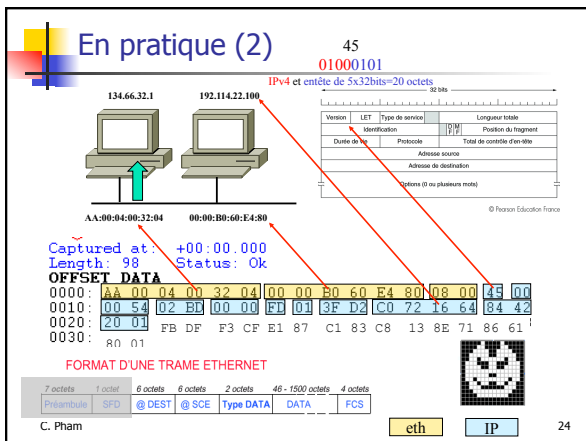 En pratique (2)
45
01000101
IPv4 et entête de 5x32bits=20 octets
134.66.32.1
192.114.22.100
32 bits
Version
LET
Type de service
Longueur totale
Identification
D F
M F
Position du fragment
Durée de vie
Protocole
Total de contrôle d'en-tête
Adresse source
Adresse de destination
Options (0 ou plusieurs mots)
© Pearson Education France
AA:00:04:00:32:04
00:00:B0:60:E4:80
Captured at: +00:00.000
Length: 98 Status: Ok
OFFSET DATA
0000: AA 00 04 00 32 04 00 00 B0 60 E4 80 08 00 45 00
0010: 00 54 02 BD 00 00 FD 01 3F D2 C0 72 16 64 84 42
0020: 20 01 FB DF F3 CF E1 87 C1 83 C8 13 8E 71 86 61
0030: 80 01
FORMAT D'UNE TRAME ETHERNET
7 octets 1 octet 6 octets 6 octets 2 octets 46 - 1500 octets 4 octets
Préambule SFD @ DEST @ SCE Type DATA DATA FCS
C. Pham
eth
IP
24